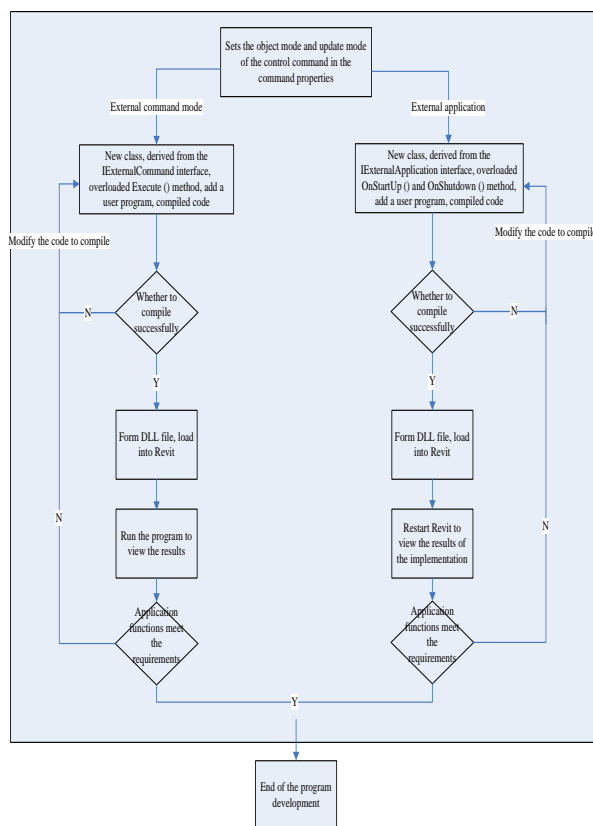 Sets the object mode and update mode
of the control command in the
command properties
External command mode
External application
New class, derived from the
IExternalCommand interface,
overloaded Execute () method, add a
user program, compiled code
New class, derived from the
IExternalApplication interface, overloaded
OnStartUp () and OnShutdown () method,
add a user program, compiled code
Modify the code to compile
Modify the code to compile
Whether to
compile
successfully
Whether to
compile
successfully
N
N
Y
Y
Form DLL file, load
into Revit
Form DLL file, load
into Revit
N
N
Run the program to
view the results
Restart Revit to
view the results of
the implementation
Application
functions meet
the
requirements
Application
functions meet
the
requirements
Y
End of the program
development